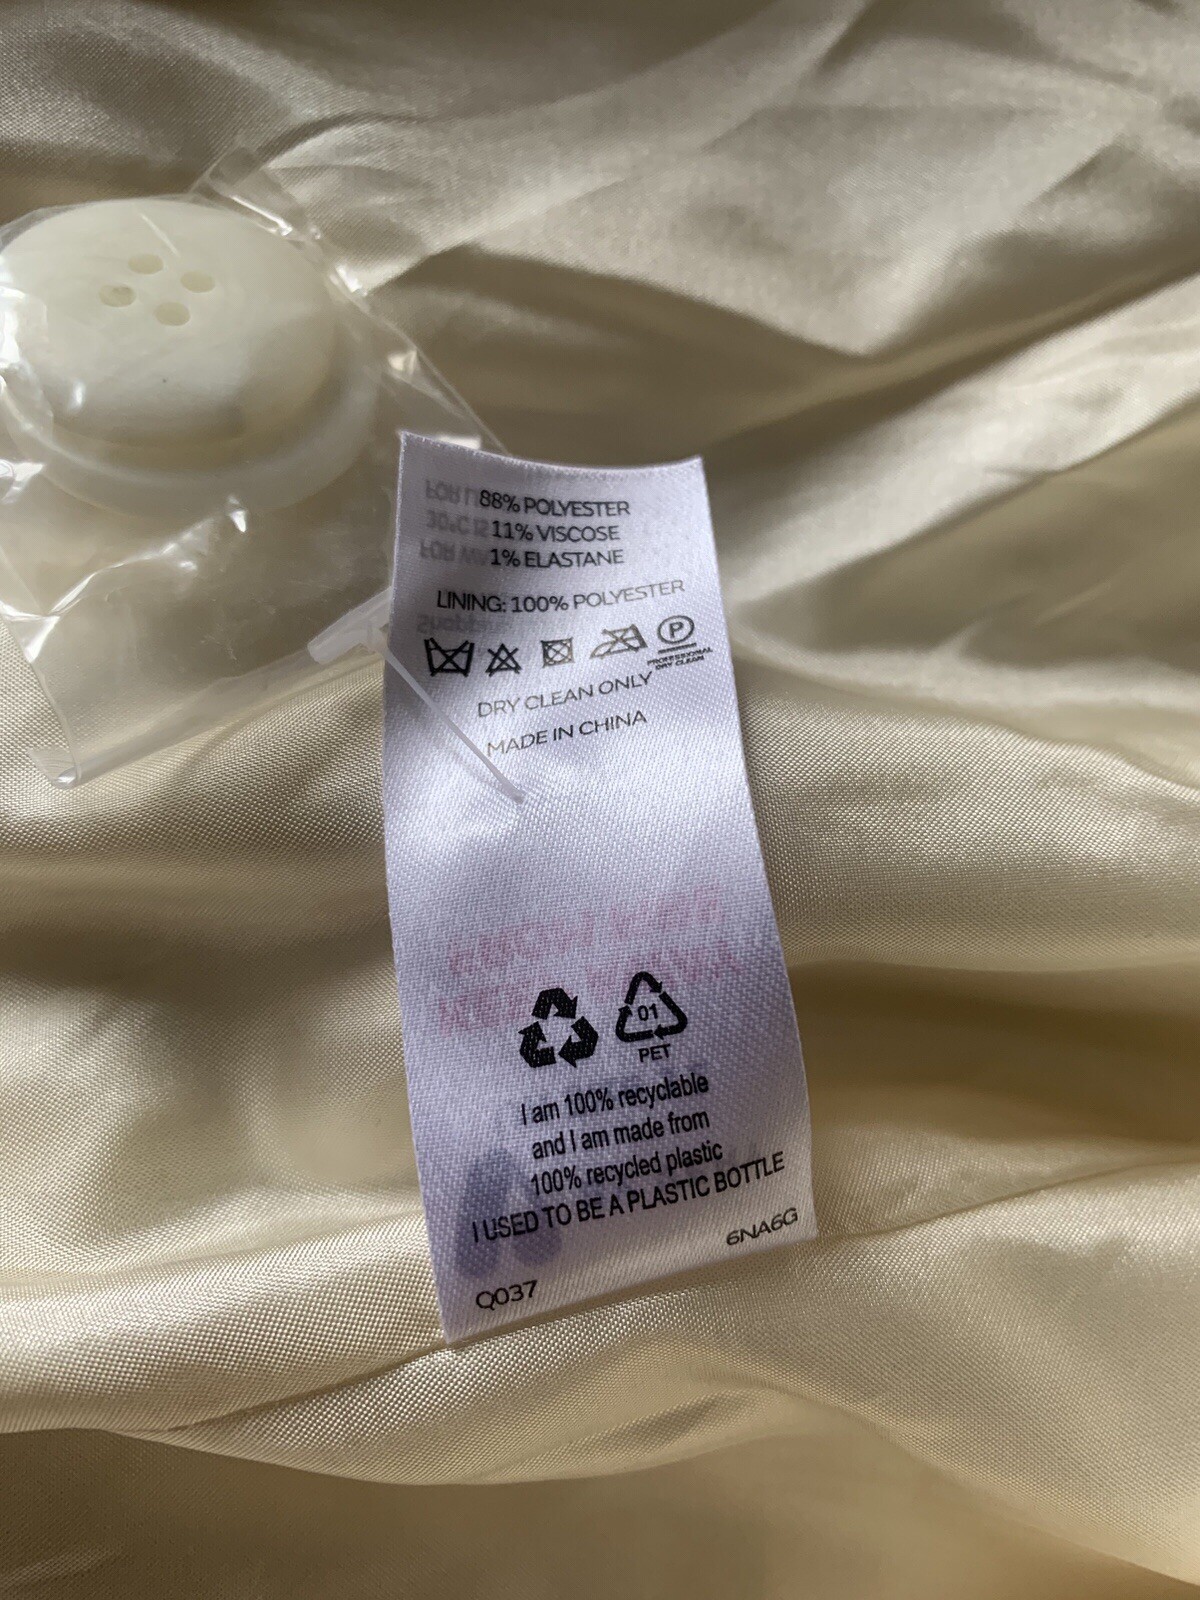 88% POLYESTER
11% VISCOSE
1% ELASTANE
LINING: 100% POLYESTER
P
PROFESSIONAL
DRY CLEAN
DRY CLEAN ONLY
MADE IN CHINA
01
PET
I am 100% recyclable
and I am made from
100% recycled plastic
I USED TO BE A PLASTIC BOTTLE
6NA6G
Q037